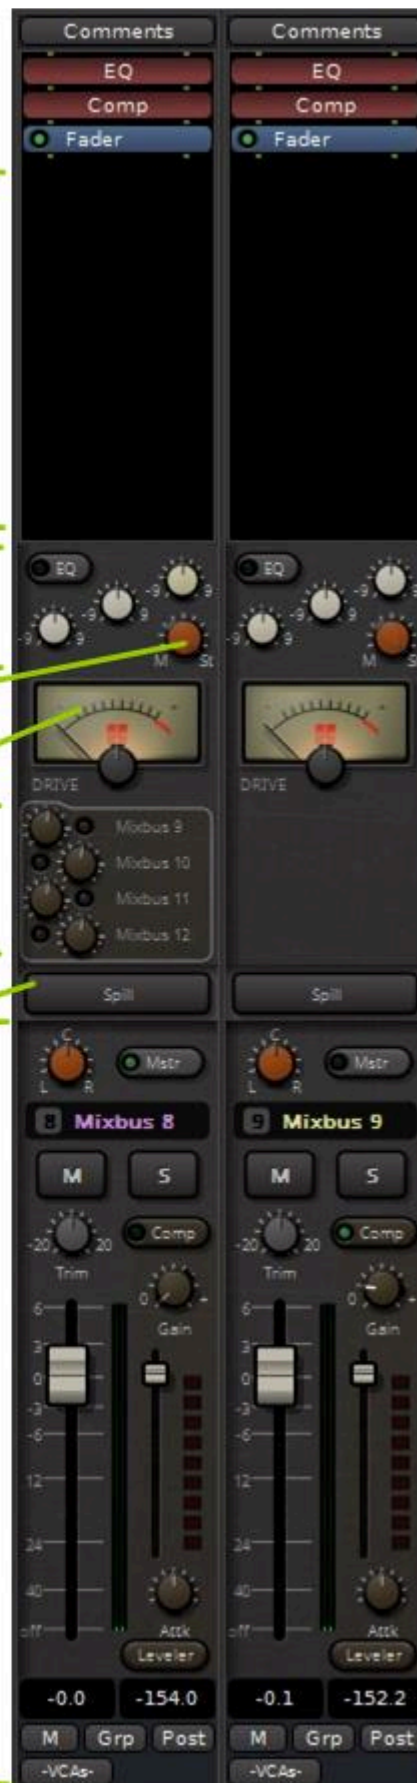 Comments Comments
EQ EQ
Comp Comp
Fader Fader
EQ EQ
-9 9 -9 9
-9 9 -9 9
-9 9 -9 9
M St M S
DRIVE DRIVE
Mixbus 9
Mixbus 10
Mixbus 11
Mixbus 12
Spill Spill
C C
L R Mstr L R Mstr
8 Mixbus 8 9 Mixbus 9
M S M S
-20 20 Comp -20 20 Comp
Trim Trim
0 + 0 +
Gain Gain
6 6
3 3
0 0
-3 -3
-6 -6
12 12
24 24
40 40
off Attk off Attk
Leveler Leveler
-0.0 -154.0 -0.1 -152.2
M Grp Post M Grp Post
-VCAs- -VCAs-